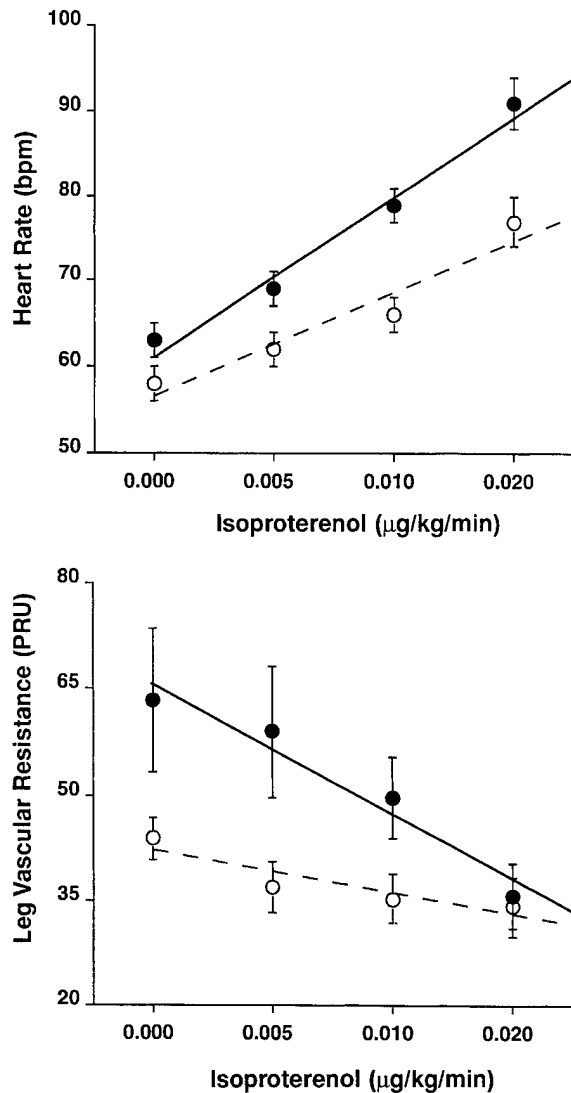 100
90
80
70
60
50
Heart Rate (bpm)
0.000 0.005 0.010 0.020
Isoproterenol (μg/kg/min)
80
65
50
35
20
Leg Vascular Resistance (PRU)
0.000 0.005 0.010 0.020
Isoproterenol (μg/kg/min)